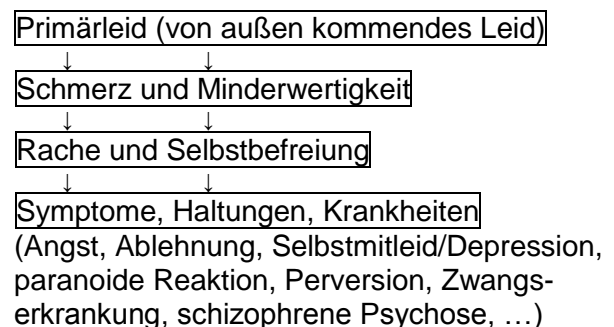 Primärleid (von außen kommendes Leid)
↓ ↓
Schmerz und Minderwertigkeit
↓ ↓
Rache und Selbstbefreiung
↓ ↓
Symptome, Haltungen, Krankheiten
(Angst, Ablehnung, Selbstmitleid/Depression,
paranoide Reaktion, Perversion, Zwangs-
erkrankung, schizophrene Psychose, …)